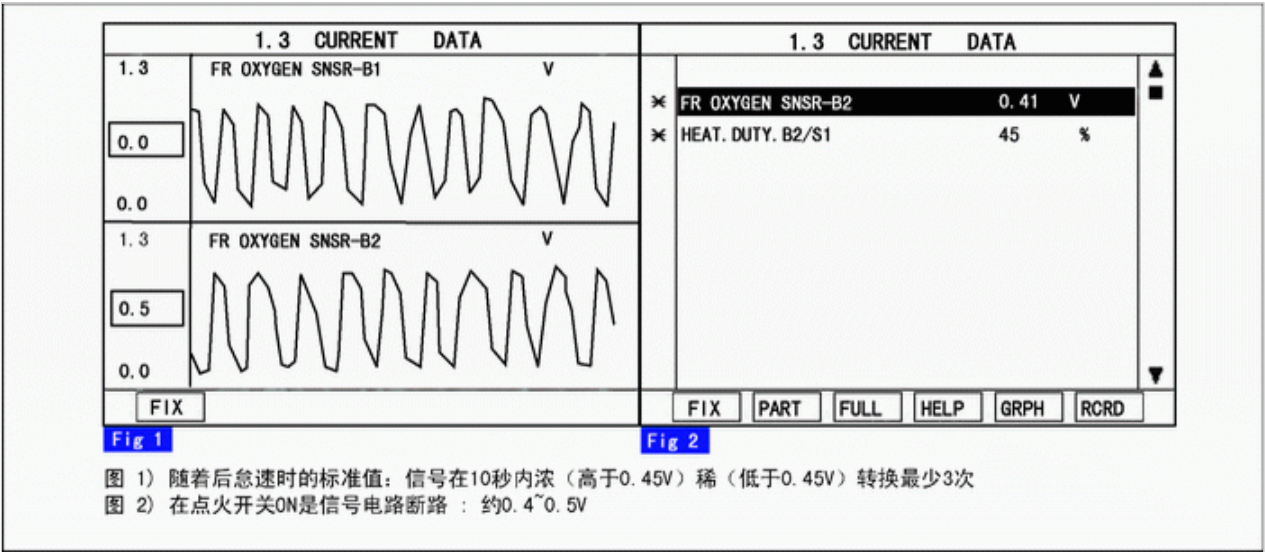 1.3 CURRENT DATA
1.3 FR OXYGEN SNSR-B1 V
0.0
0.0
1.3 FR OXYGEN SNSR-B2 V
0.5
0.0
FIX
Fig 1
1.3 CURRENT DATA
FR OXYGEN SNSR-B2 0.41 V
HEAT.DUTY.B2/S1 45 %
FIX PART FULL HELP GRPH RCRD
Fig 2
图 1) 随着后怠速时的标准值: 信号在10秒内浓（高于0.45V）稀（低于0.45V）转换最少3次
图 2) 在点火开关ON是信号电路断路 : 约0.4~0.5V